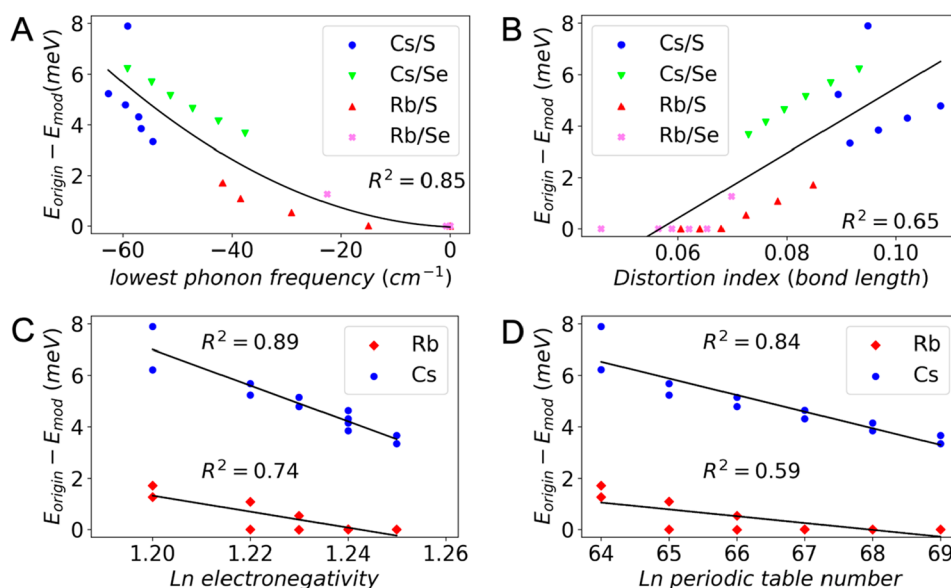 A
E_origin − E_mod(meV)
8
6
4
2
0
Cs/S
Cs/Se
Rb/S
Rb/Se
R² = 0.85
−60 −40 −20 0
lowest phonon frequency (cm⁻¹)
B
E_origin − E_mod (meV)
8
6
4
2
0
Cs/S
Cs/Se
Rb/S
Rb/Se
R² = 0.65
0.06 0.08 0.10
Distortion index (bond length)
C
E_origin − E_mod (meV)
8
6
4
2
0
R² = 0.89
Rb
Cs
R² = 0.74
1.20 1.22 1.23 1.24 1.26
Ln electronegativity
D
E_origin − E_mod (meV)
8
6
4
2
0
R² = 0.84
Rb
Cs
R² = 0.59
64 65 66 67 68 69
Ln periodic table number